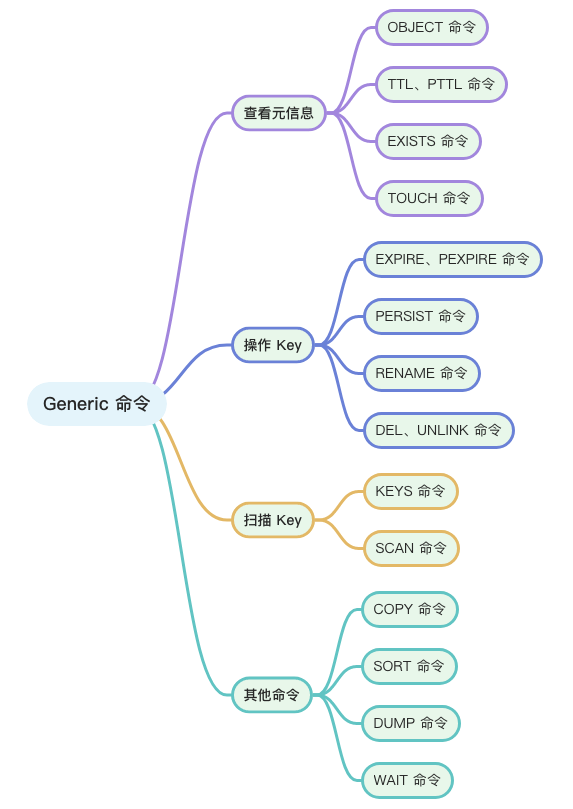 Generic 命令
查看元信息
OBJECT 命令
TTL、PTTL 命令
EXISTS 命令
TOUCH 命令
操作 Key
EXPIRE、PEXPIRE 命令
PERSIST 命令
RENAME 命令
DEL、UNLINK 命令
扫描 Key
KEYS 命令
SCAN 命令
其他命令
COPY 命令
SORT 命令
DUMP 命令
WAIT 命令